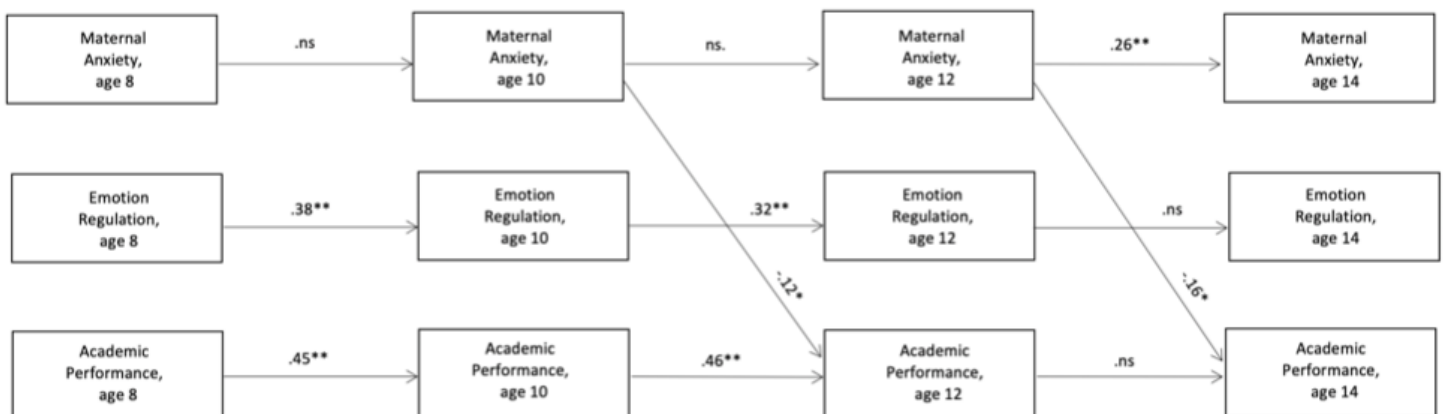 Maternal
Anxiety,
age 8
.ns
Maternal
Anxiety,
age 10
ns.
Maternal
Anxiety,
age 12
.26**
Maternal
Anxiety,
age 14
Emotion
Regulation,
age 8
.38**
Emotion
Regulation,
age 10
.32**
Emotion
Regulation,
age 12
.ns
Emotion
Regulation,
age 14
-.12*
-.16*
Academic
Performance,
age 8
.45**
Academic
Performance,
age 10
.46**
Academic
Performance,
age 12
.ns
Academic
Performance,
age 14